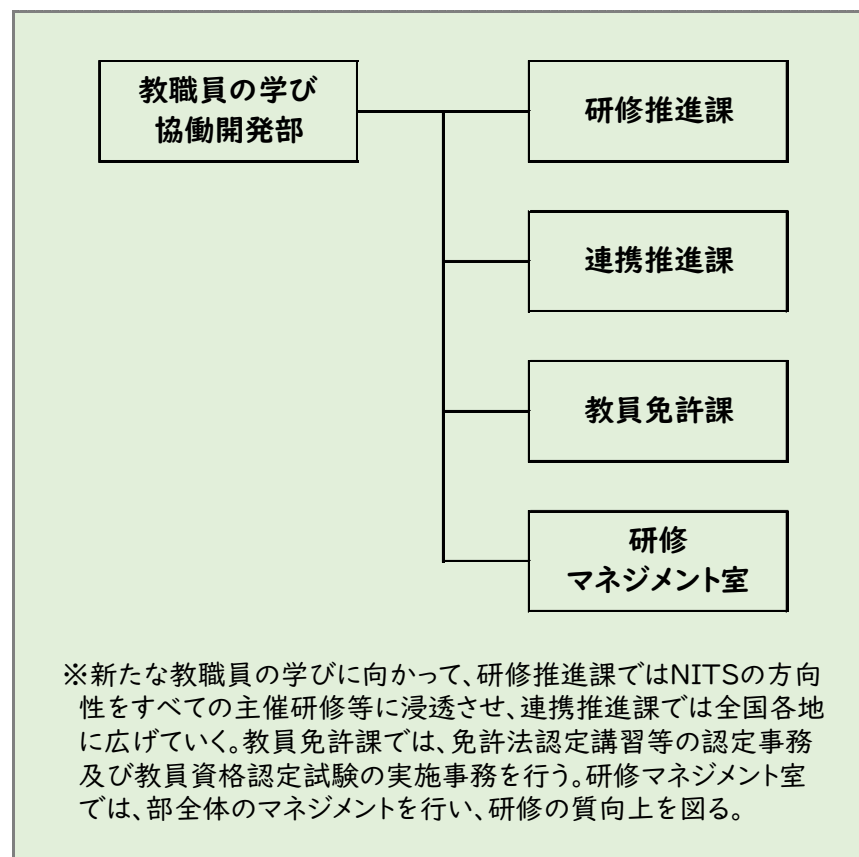 教職員の学び
協働開発部
研修推進課
連携推進課
教員免許課
研修
マネジメント室
※新たな教職員の学びに向かって、研修推進課ではNITSの方向
性をすべての主催研修等に浸透させ、連携推進課では全国各地
に広げていく。教員免許課では、免許法認定講習等の認定事務
及び教員資格認定試験の実施事務を行う。研修マネジメント室
では、部全体のマネジメントを行い、研修の質向上を図る。